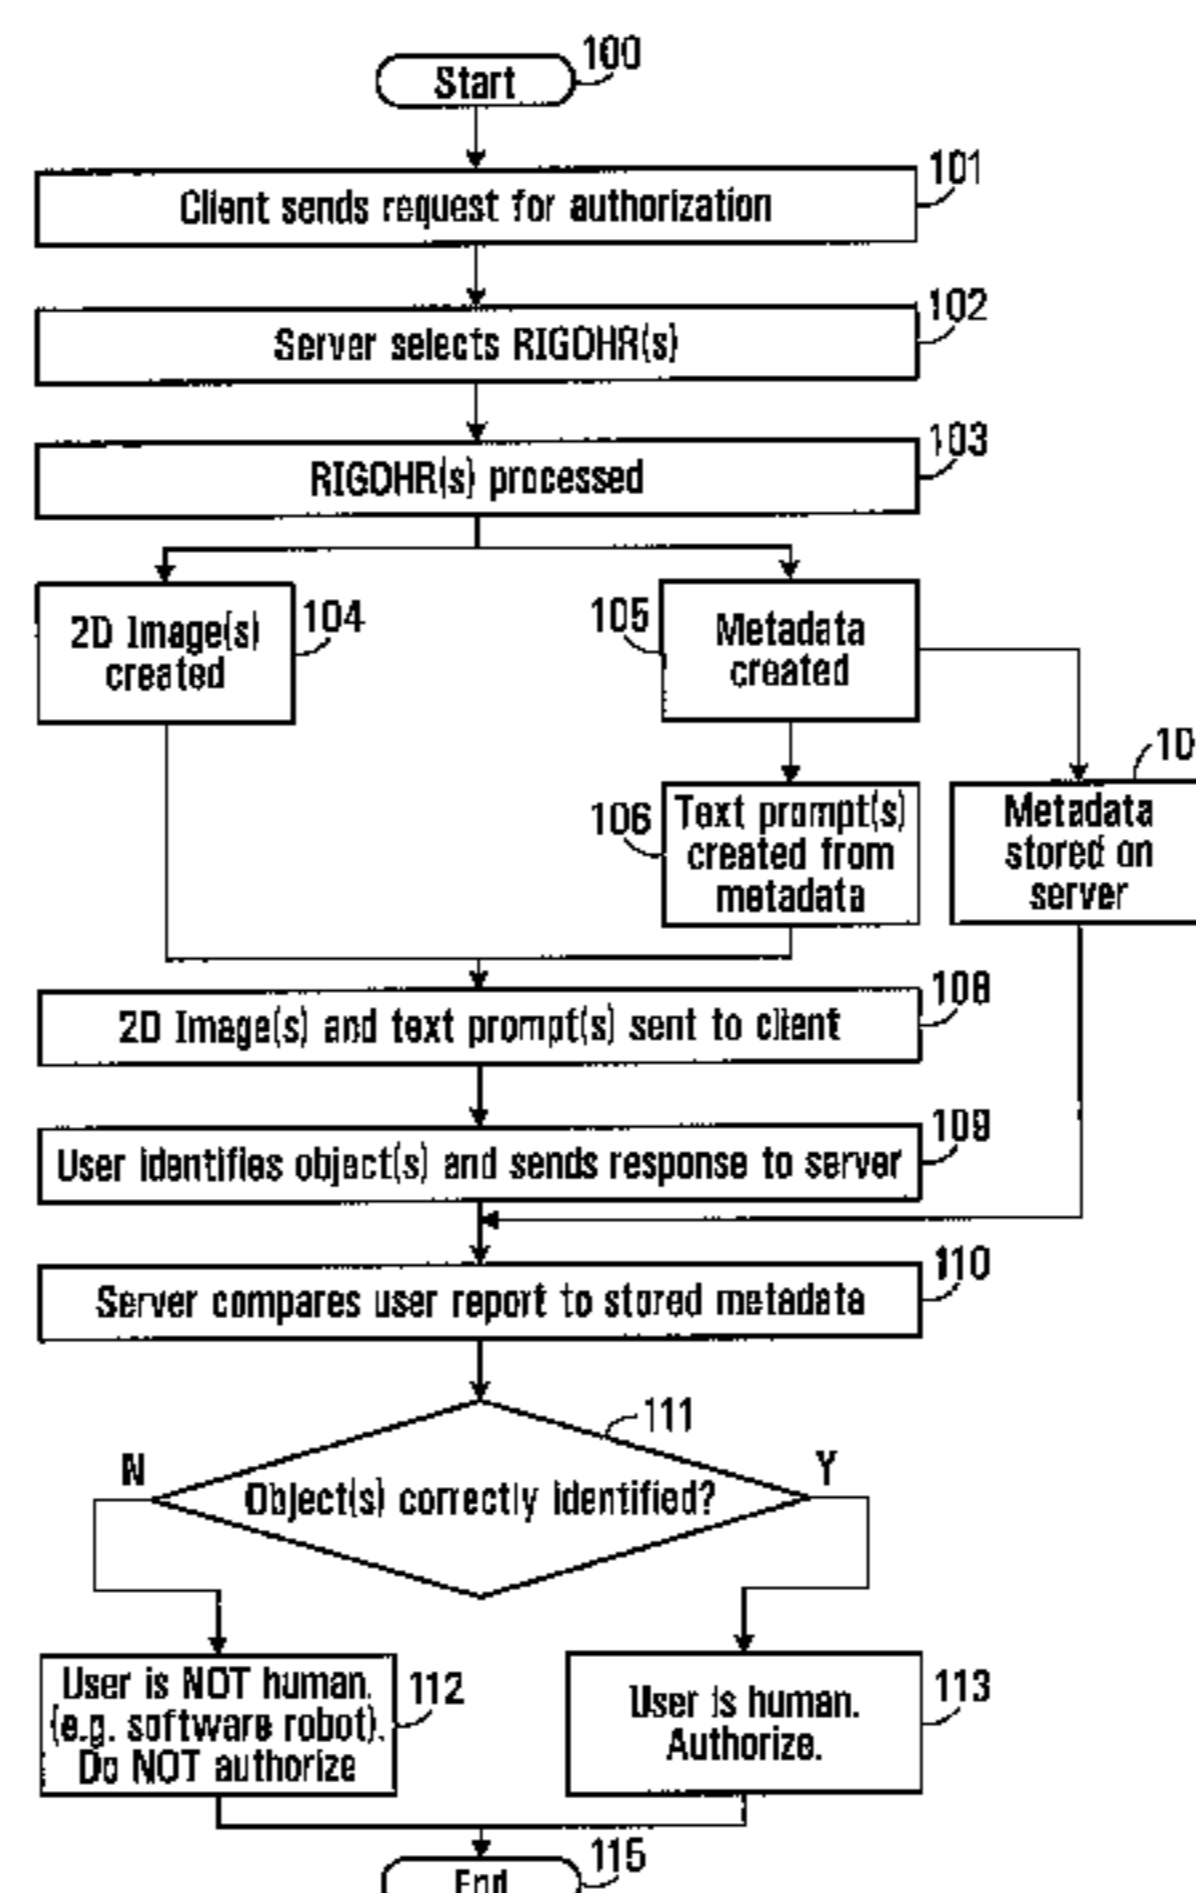 Start
100
Client sends request for authorization
101
Server selects RIGOHR(s)
102
RIGOHR(s) processed
103
2D Image(s)
created
104
105
Metadata
created
106
Text prompt(s)
created from
metadata
10
Metadata
stored on
server
2D Image(s) and text prompt(s) sent to client
108
User identifies object(s) and sends response to server
109
Server compares user report to stored metadata
110
111
N
Y
Object(s) correctly identified?
User is NOT human.
(e.g. software robot).
Do NOT authorize
112
User is human.
Authorize.
113
End
115